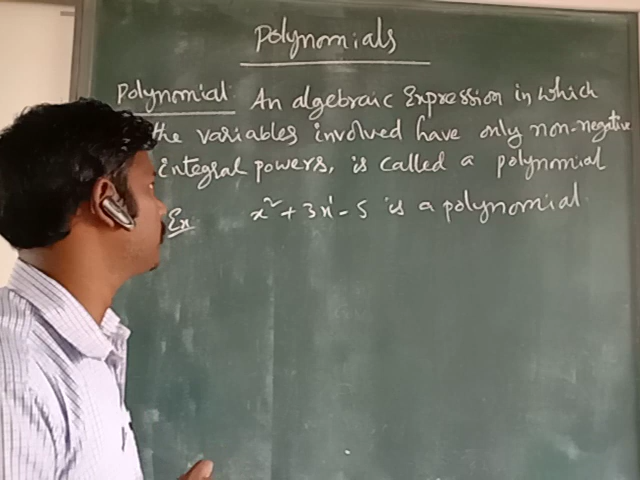 Polynomials
Polynomial: An algebraic Expression in which
the variables involved have only non-negative
integral powers, is called a polynomial
Ex x² + 3x¹ - 5 is a polynomial.